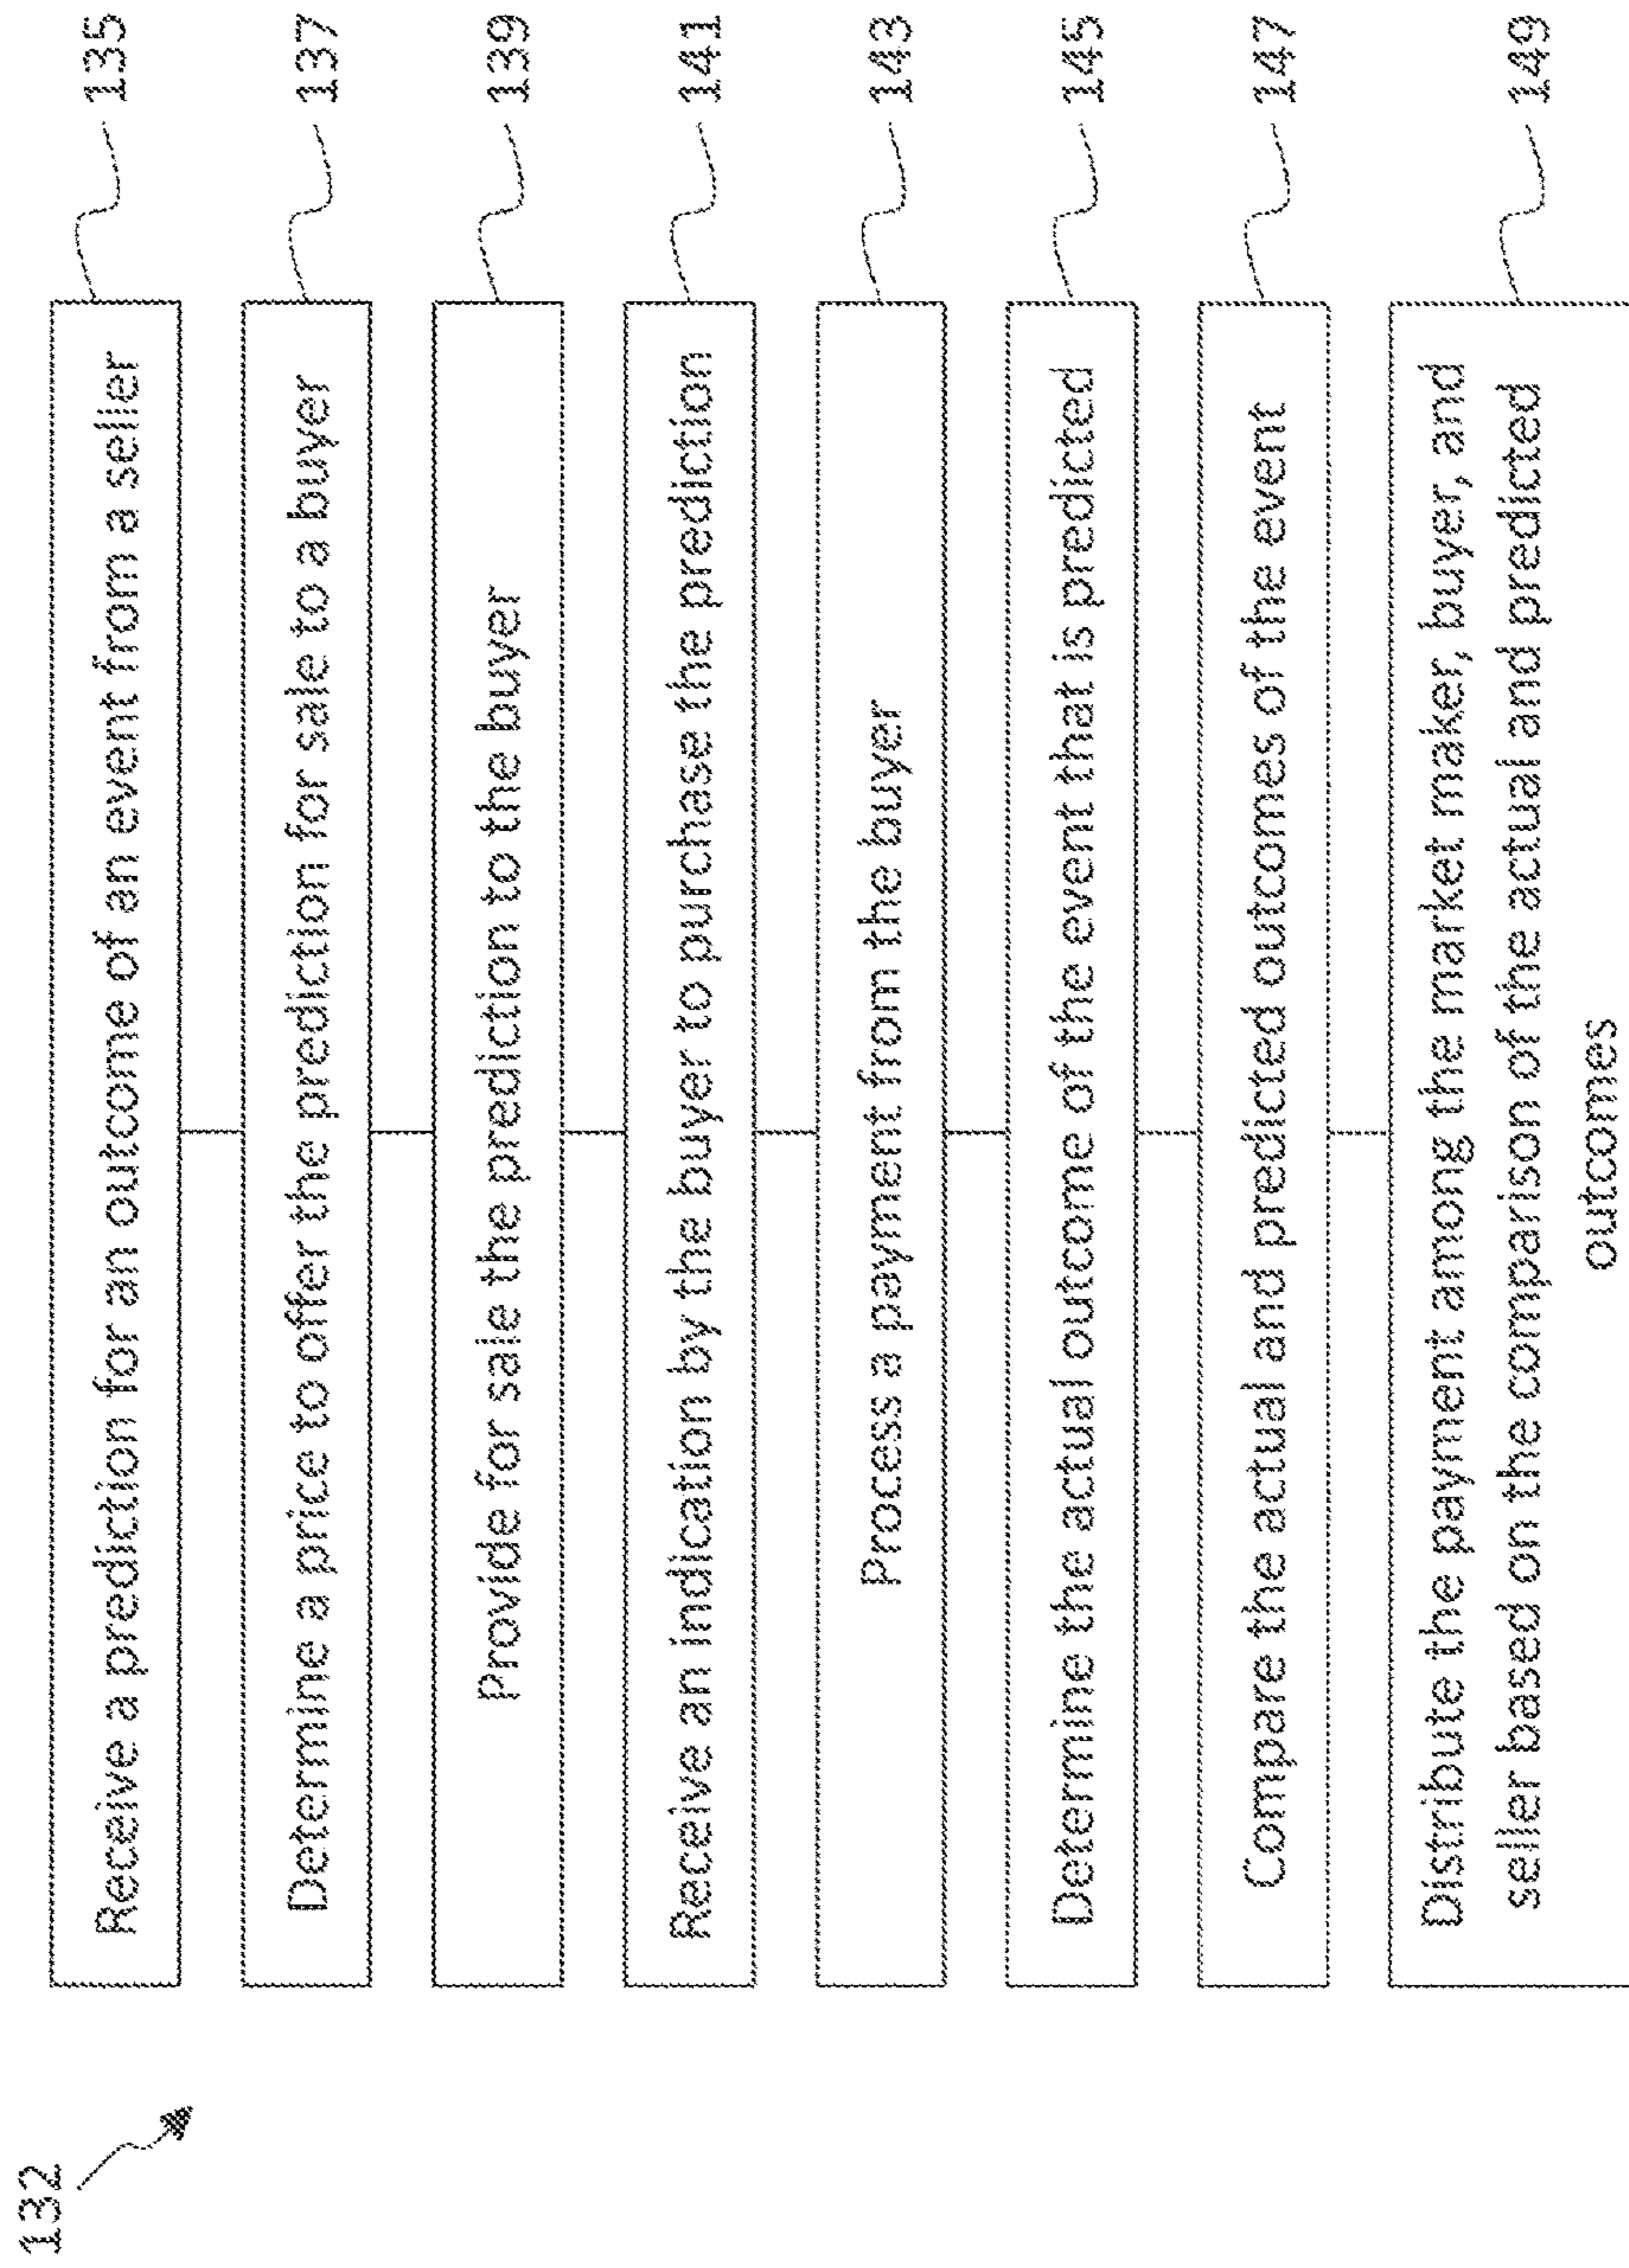 132
Receive a prediction for an outcome of an event from a seller
135
Determine a price to offer the prediction for sale to a buyer
137
Provide for sale the prediction to the buyer
139
Receive an indication by the buyer to purchase the prediction
141
Process a payment from the buyer
143
Determine the actual outcome of the event that is predicted
145
Compare the actual and predicted outcomes of the event
147
Distribute the payment among the market maker, buyer, and
seller based on the comparison of the actual and predicted
outcomes
149